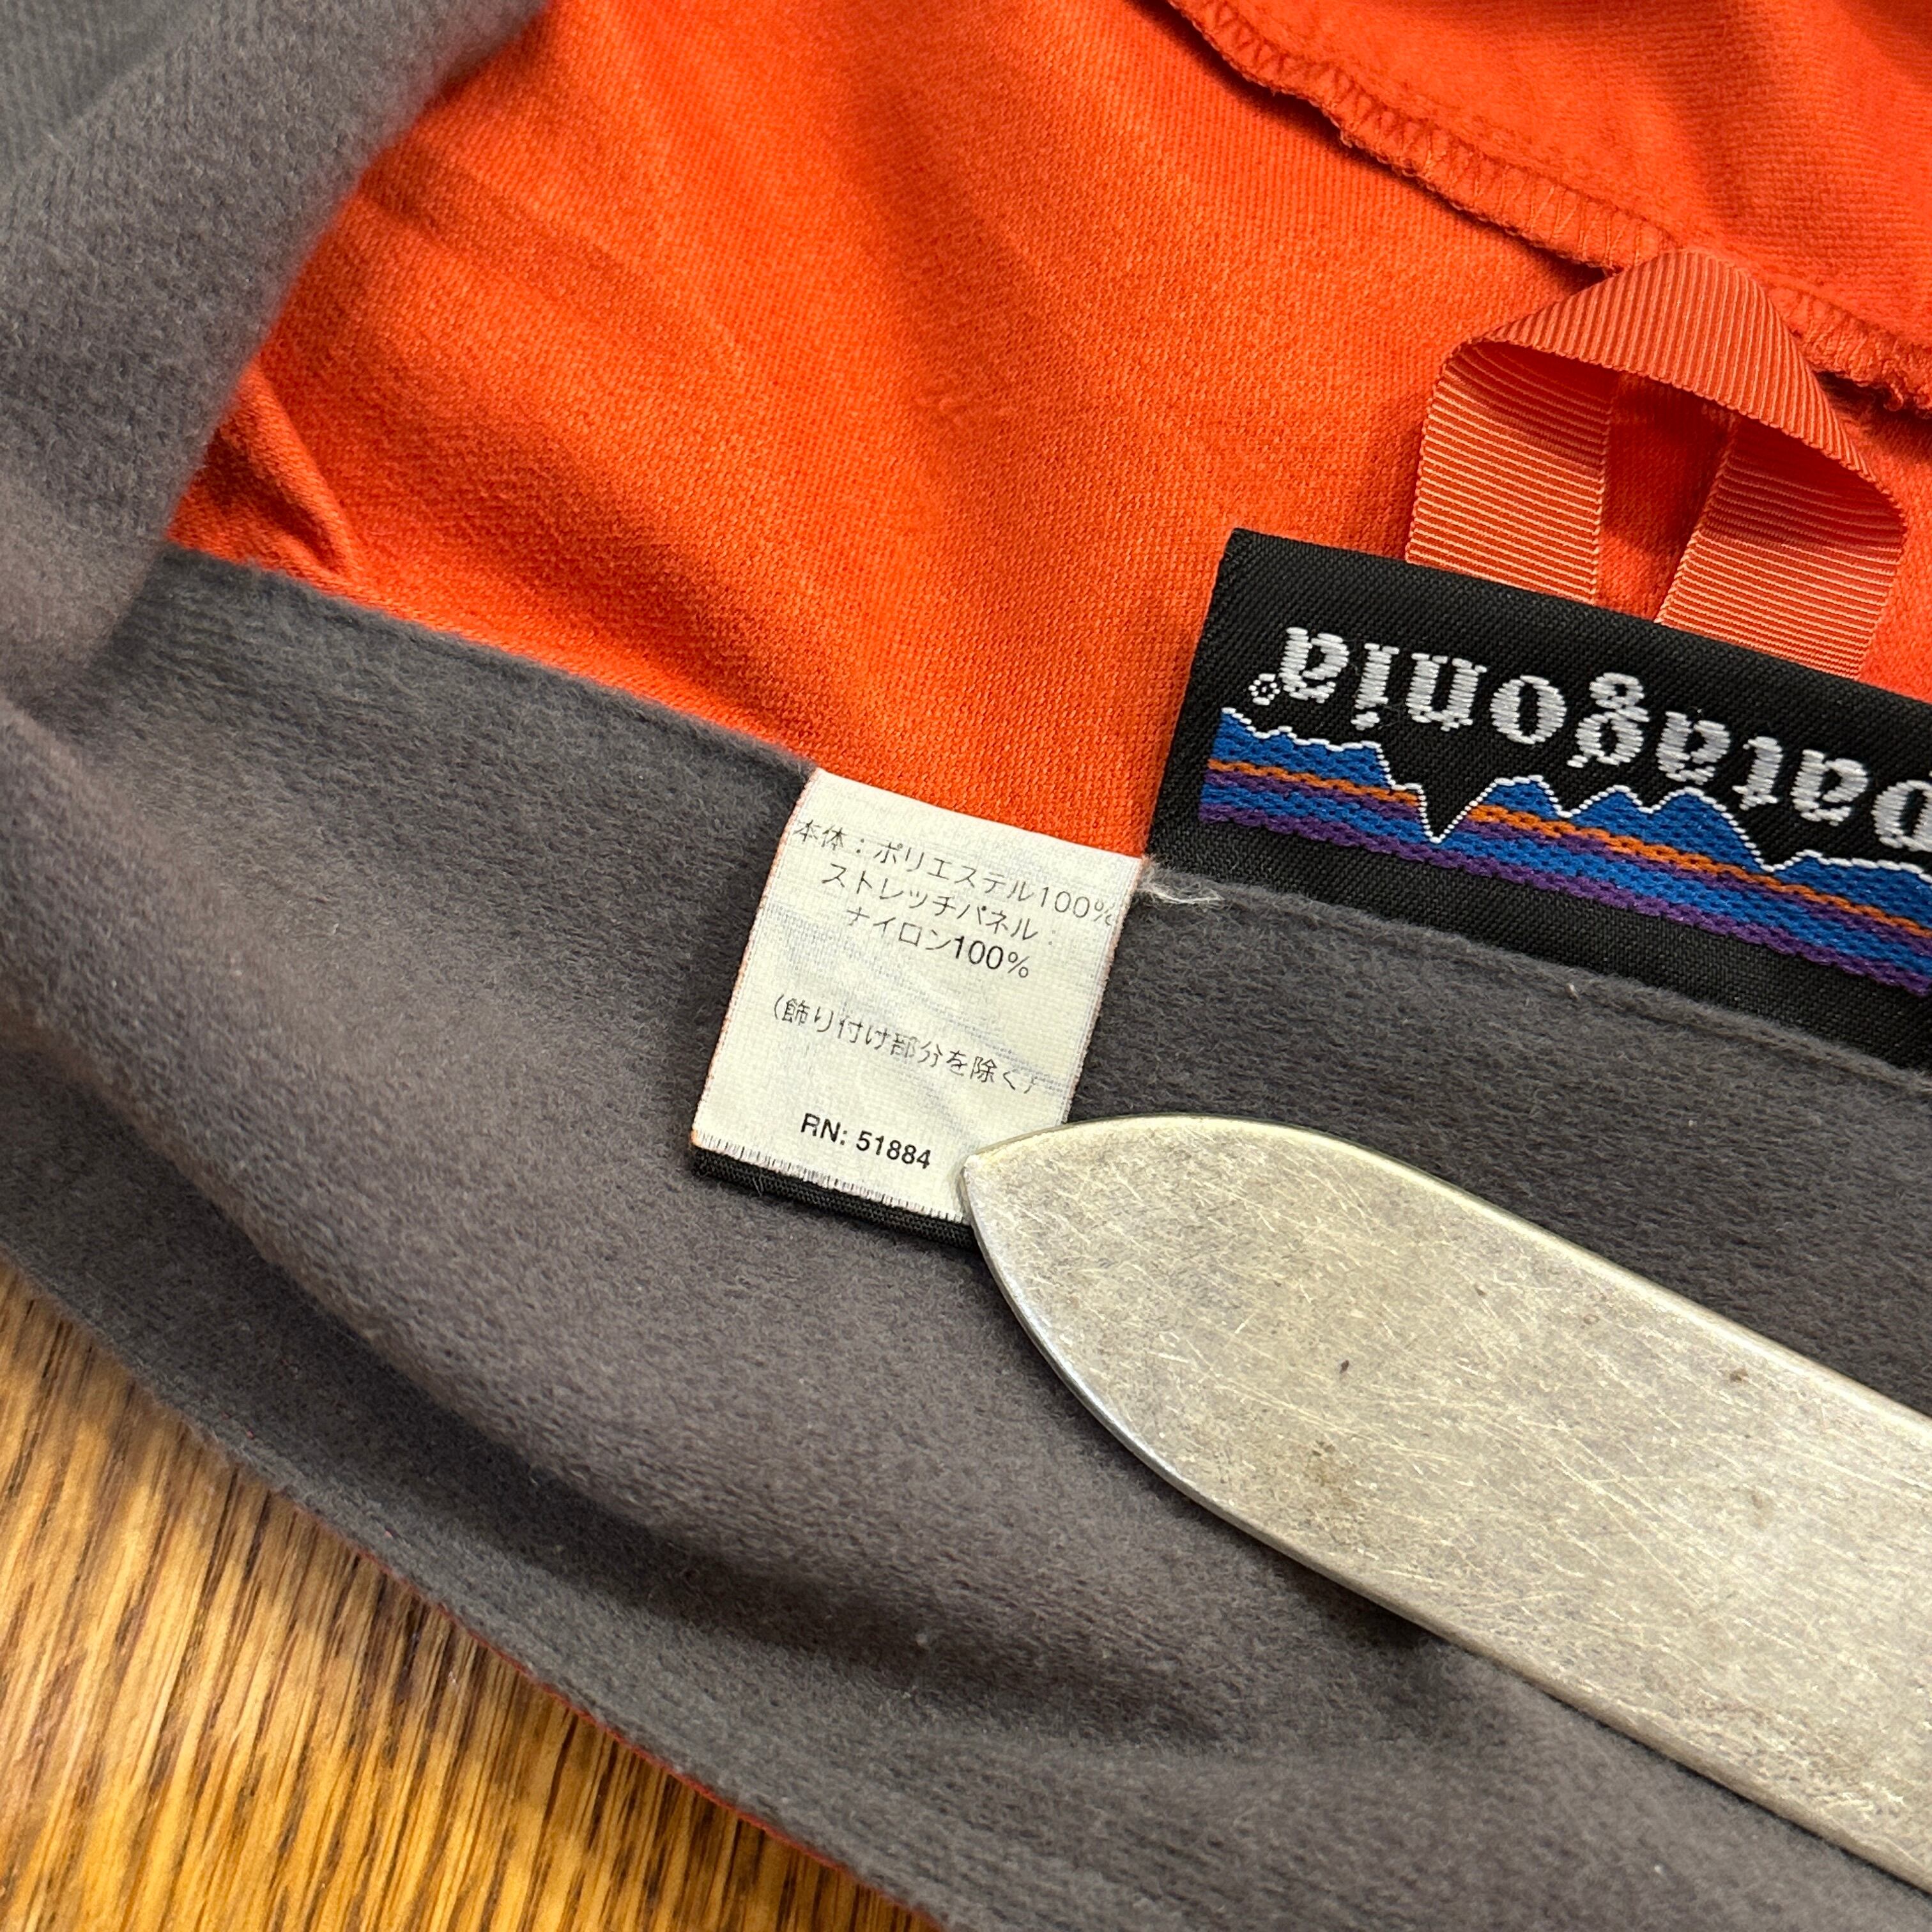 patagonia®
本体：ポリエステル100%
ストレッチパネル：
ナイロン100%
(飾り付け部分を除く)
RN: 51884